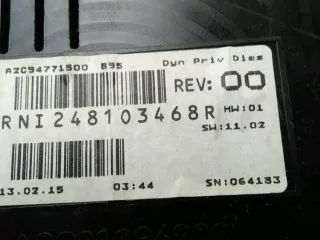 A2C94771500 B95 Dyn Priv Dies
REV: 00
RNI248103468R HW:01
SW:11.02
13.02.15 03:44 SN:064183